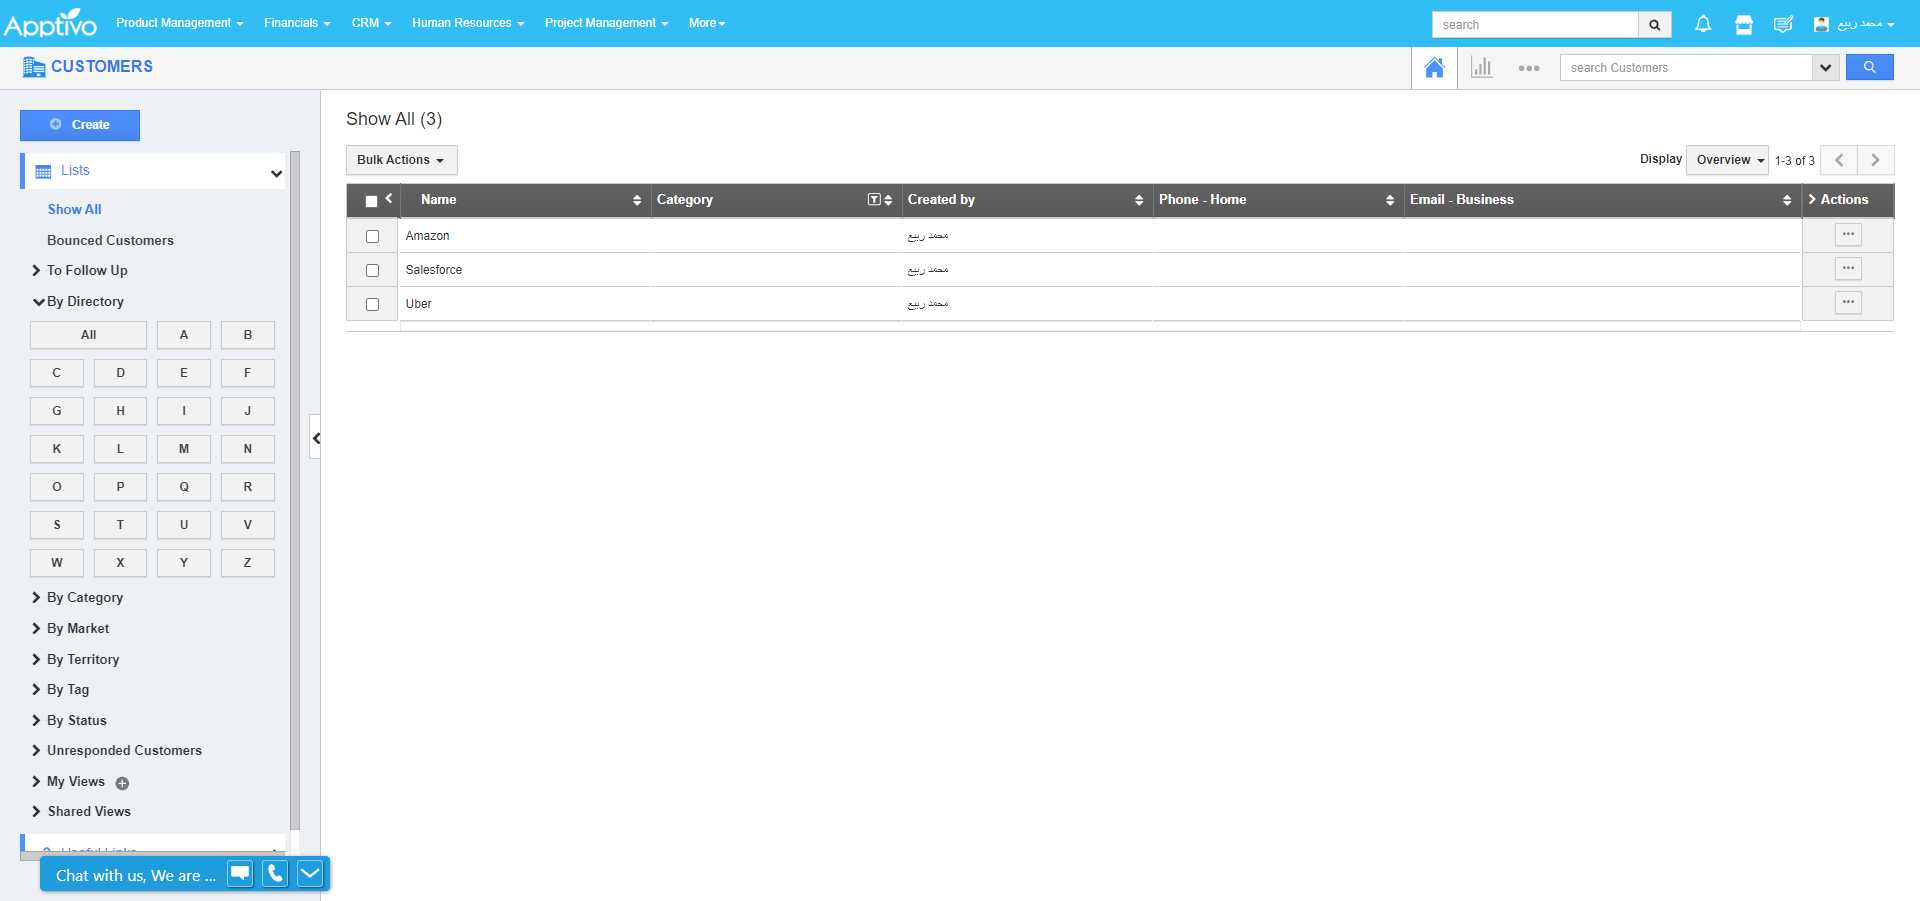 Apptivo Product Management Financials CRM Human Resources Project Management More search محمد ربيع
CUSTOMERS search Customers
Create
Lists
Show All
Bounced Customers
To Follow Up
By Directory
All A B
C D E F
G H I J
K L M N
O P Q R
S T U V
W X Y Z
By Category
By Market
By Territory
By Tag
By Status
Unresponded Customers
My Views
Shared Views
Useful Links
Chat with us, We are ...
Show All (3)
Bulk Actions Display Overview 1-3 of 3
Name Category Created by Phone - Home Email - Business Actions
Amazon محمد ربيع
Salesforce محمد ربيع
Uber محمد ربيع